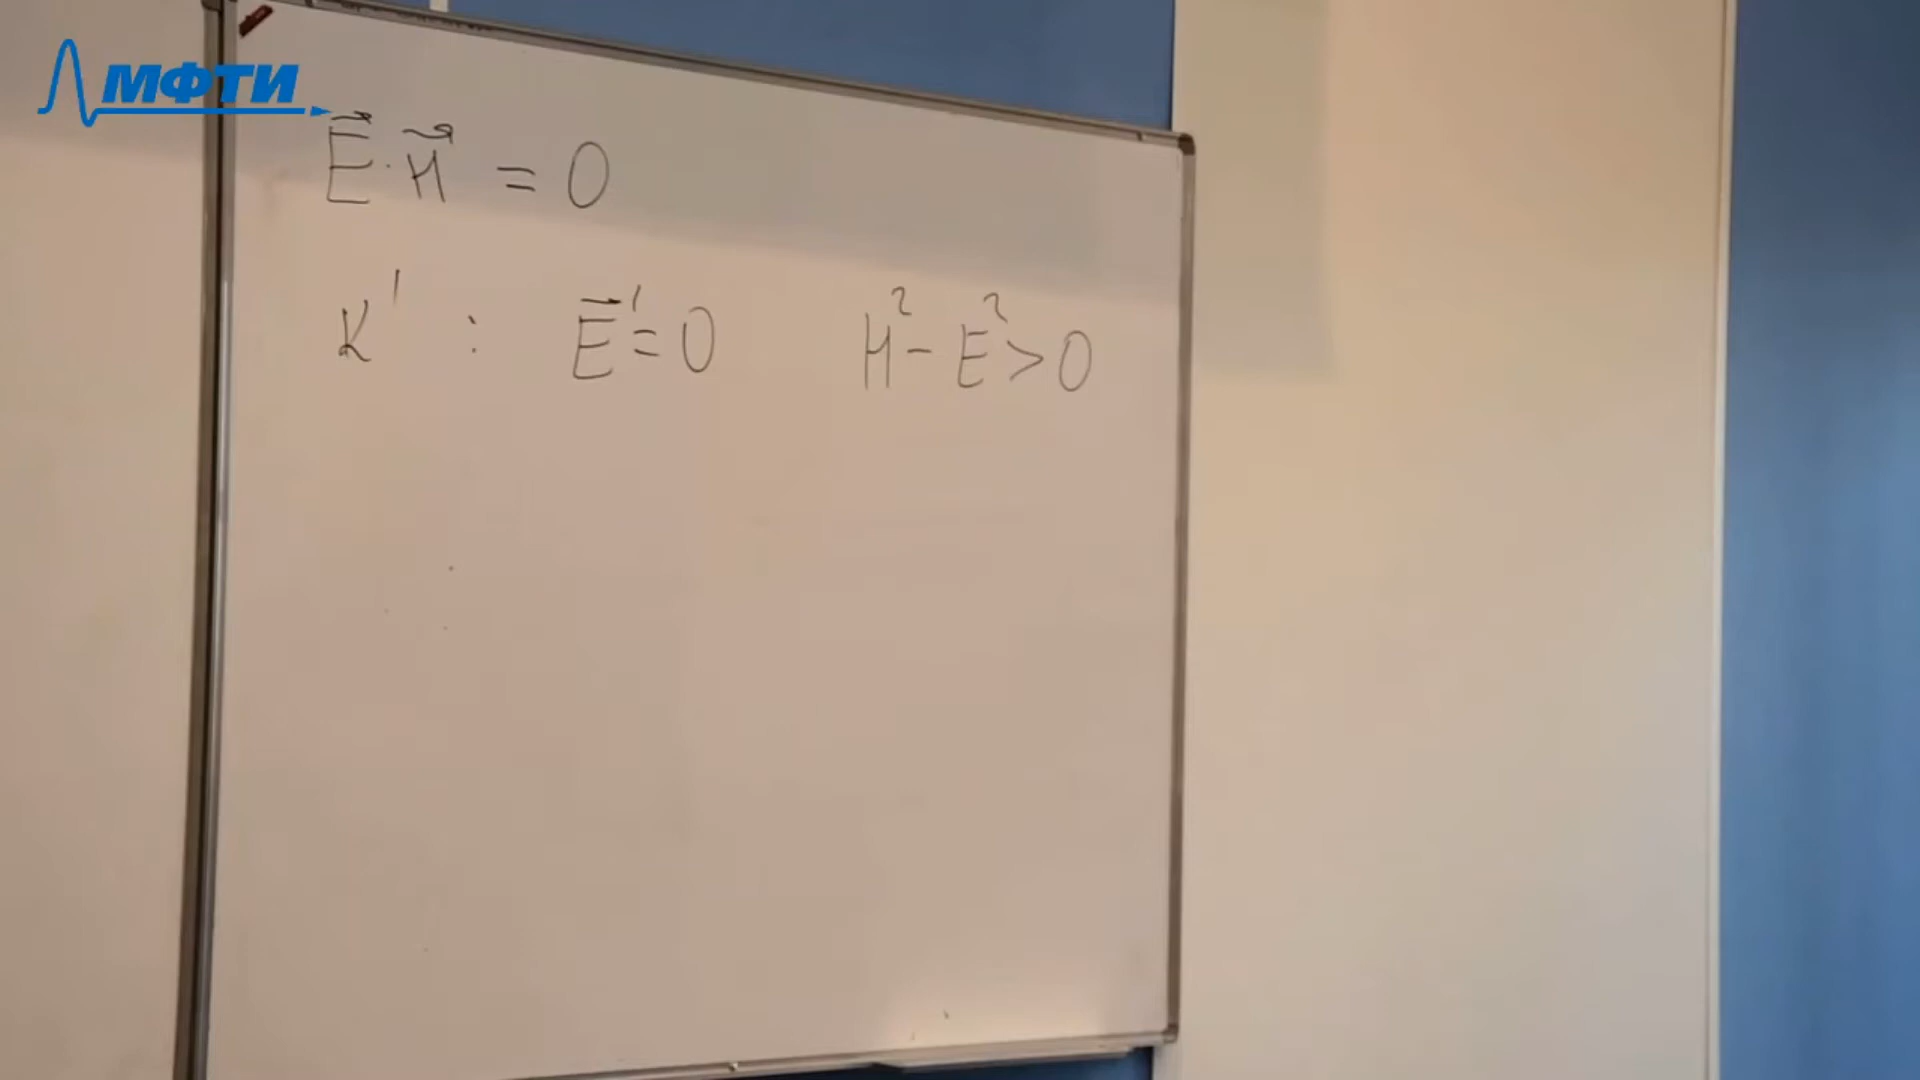 МФТИ
E⃗·H⃗ = 0
K' : E⃗' = 0 H² - E² > 0